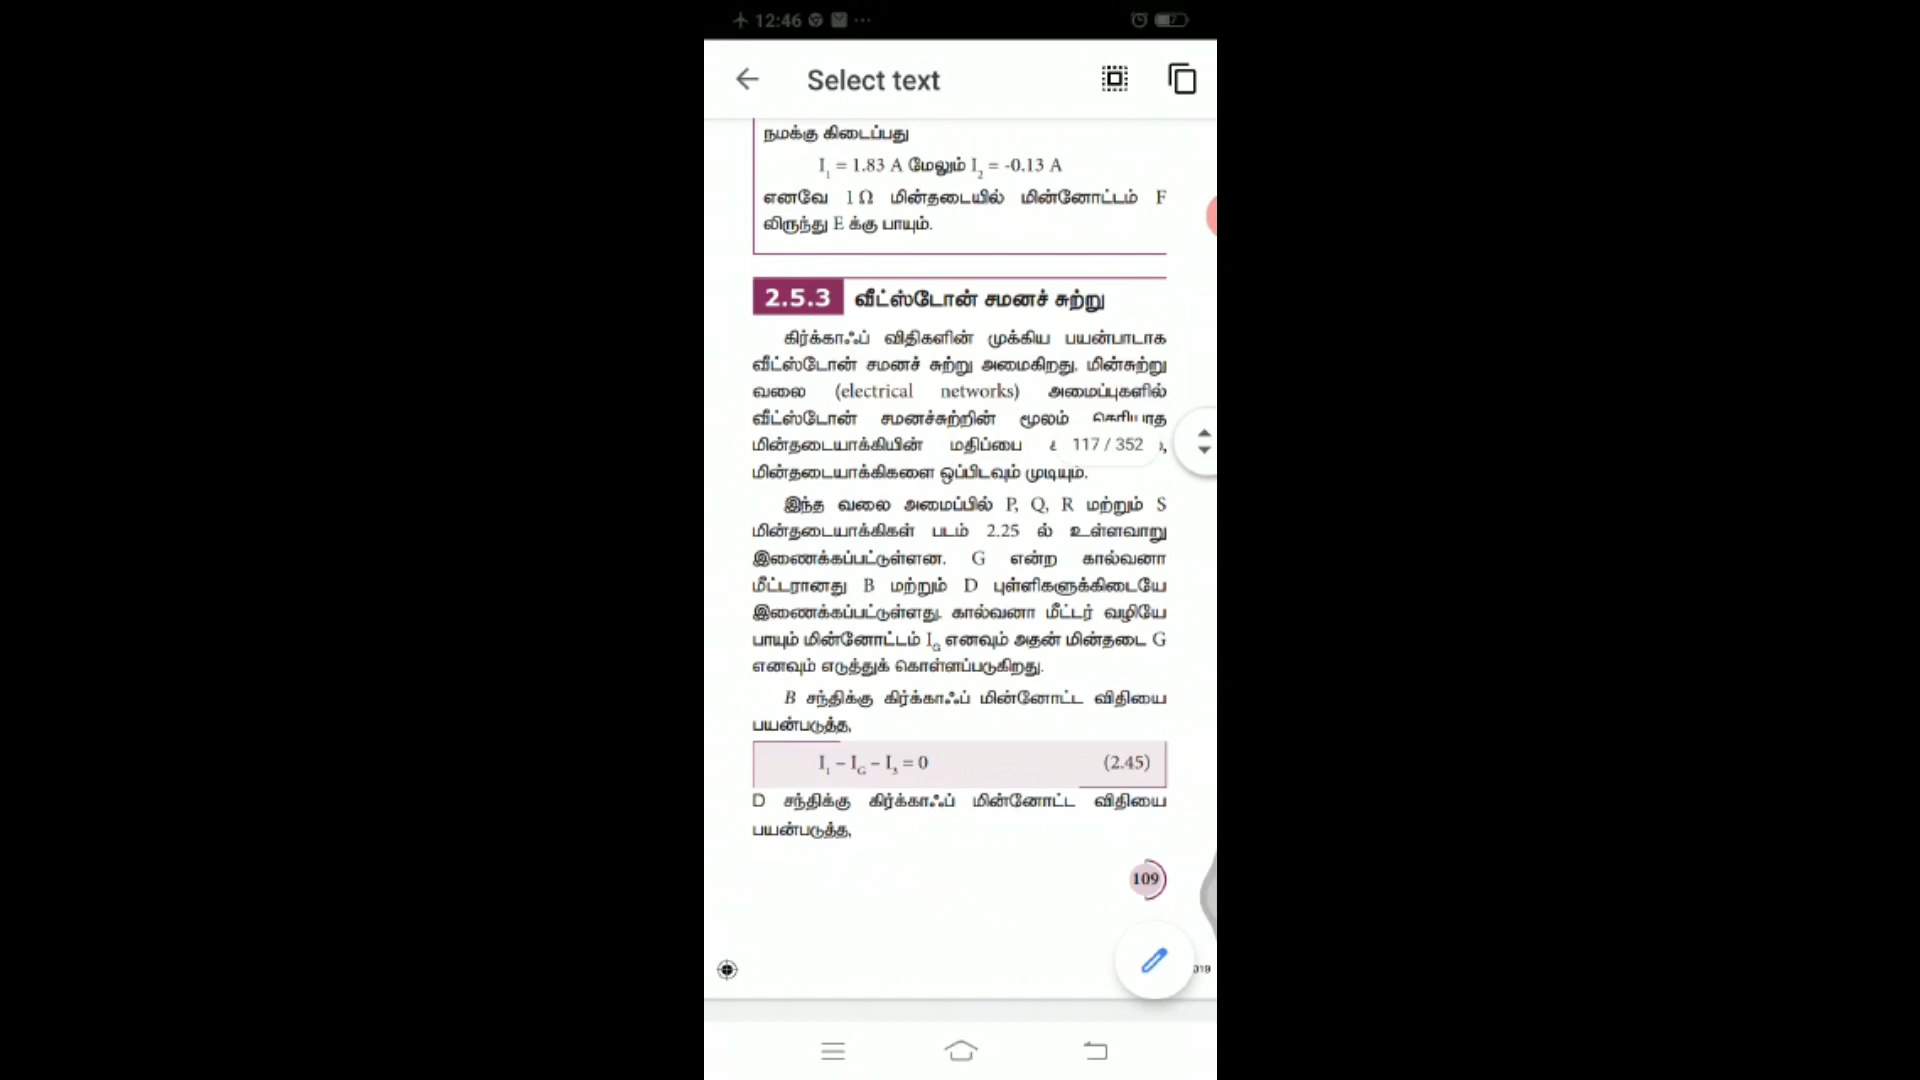 12:46 ...
Select text
நமக்கு கிடைப்பது
I₁ = 1.83 A மேலும் I₂ = -0.13 A
எனவே 1 Ω மின்தடையில் மின்னோட்டம் F
லிருந்து E க்கு பாயும்.
2.5.3 வீட்ஸ்டோன் சமனச் சுற்று
கிர்க்காஃப் விதிகளின் முக்கிய பயன்பாடாக
வீட்ஸ்டோன் சமனச் சுற்று அமைகிறது. மின்சுற்று
வலை (electrical networks) அமைப்புகளில்
வீட்ஸ்டோன் சமனச்சுற்றின் மூலம் தெரியாத
மின்தடையாக்கியின் மதிப்பை 117 / 352
மின்தடையாக்கிகளை ஒப்பிடவும் முடியும்.
இந்த வலை அமைப்பில் P, Q, R மற்றும் S
மின்தடையாக்கிகள் படம் 2.25 ல் உள்ளவாறு
இணைக்கப்பட்டுள்ளன. G என்ற கால்வனா
மீட்டரானது B மற்றும் D புள்ளிகளுக்கிடையே
இணைக்கப்பட்டுள்ளது. கால்வனா மீட்டர் வழியே
பாயும் மின்னோட்டம் I_G எனவும் அதன் மின்தடை G
எனவும் எடுத்துக் கொள்ளப்படுகிறது.
B சந்திக்கு கிர்க்காஃப் மின்னோட்ட விதியை
பயன்படுத்த,
I₁ – I_G – I₃ = 0 (2.45)
D சந்திக்கு கிர்க்காஃப் மின்னோட்ட விதியை
பயன்படுத்த,
109
019